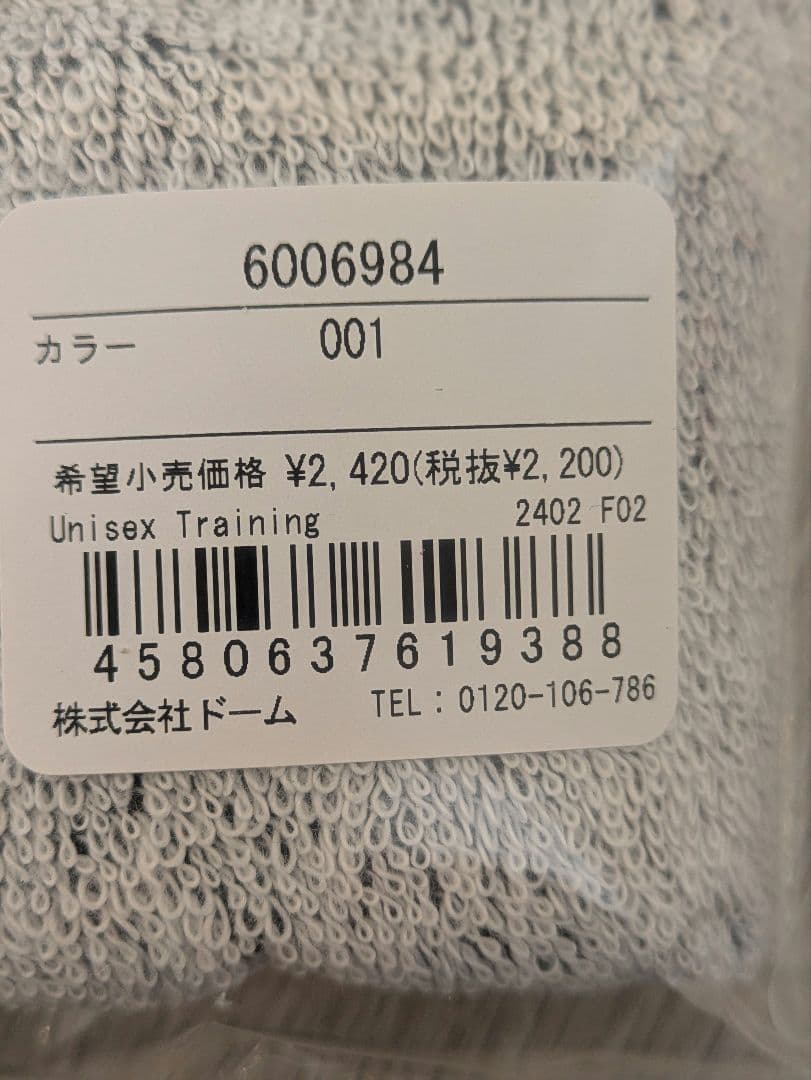 6006984
カラー 001
希望小売価格 ¥2,420(税抜¥2,200)
Unisex Training 2402 F02
4580637619388
株式会社ドーム TEL：0120-106-786